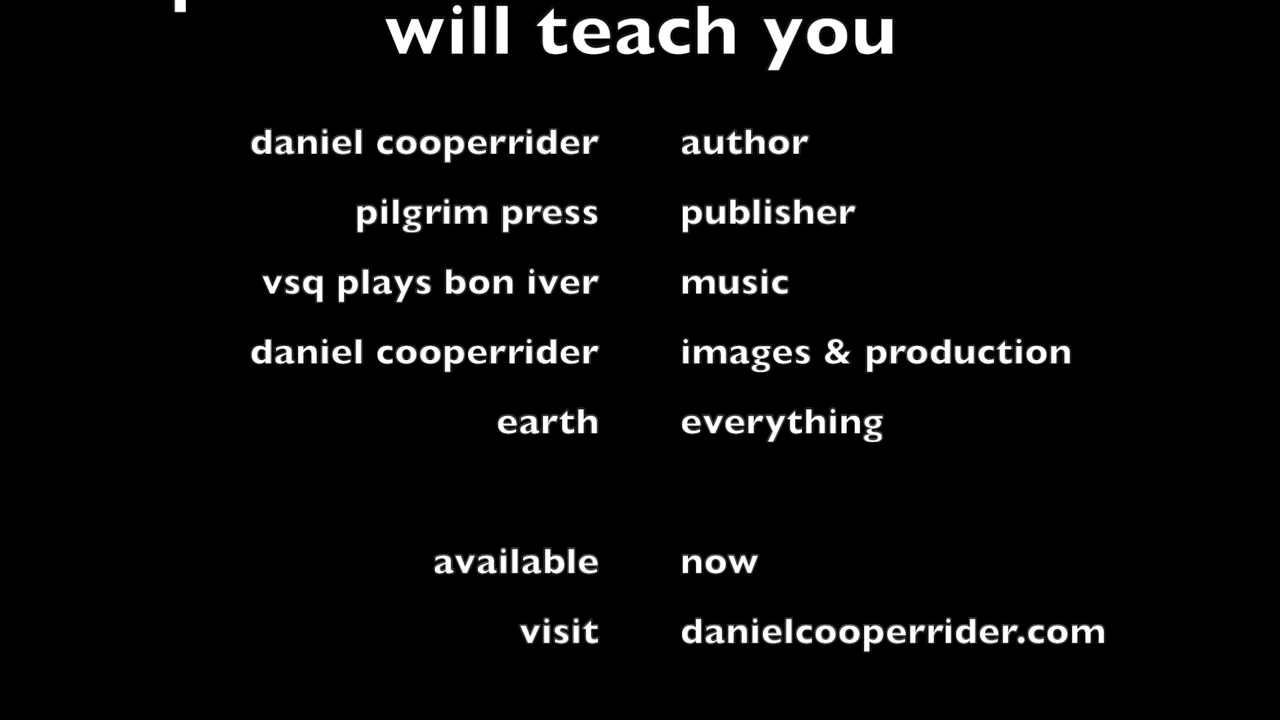 will teach you
daniel cooperrider author
pilgrim press publisher
vsq plays bon iver music
daniel cooperrider images & production
earth everything
available now
visit danielcooperrider.com